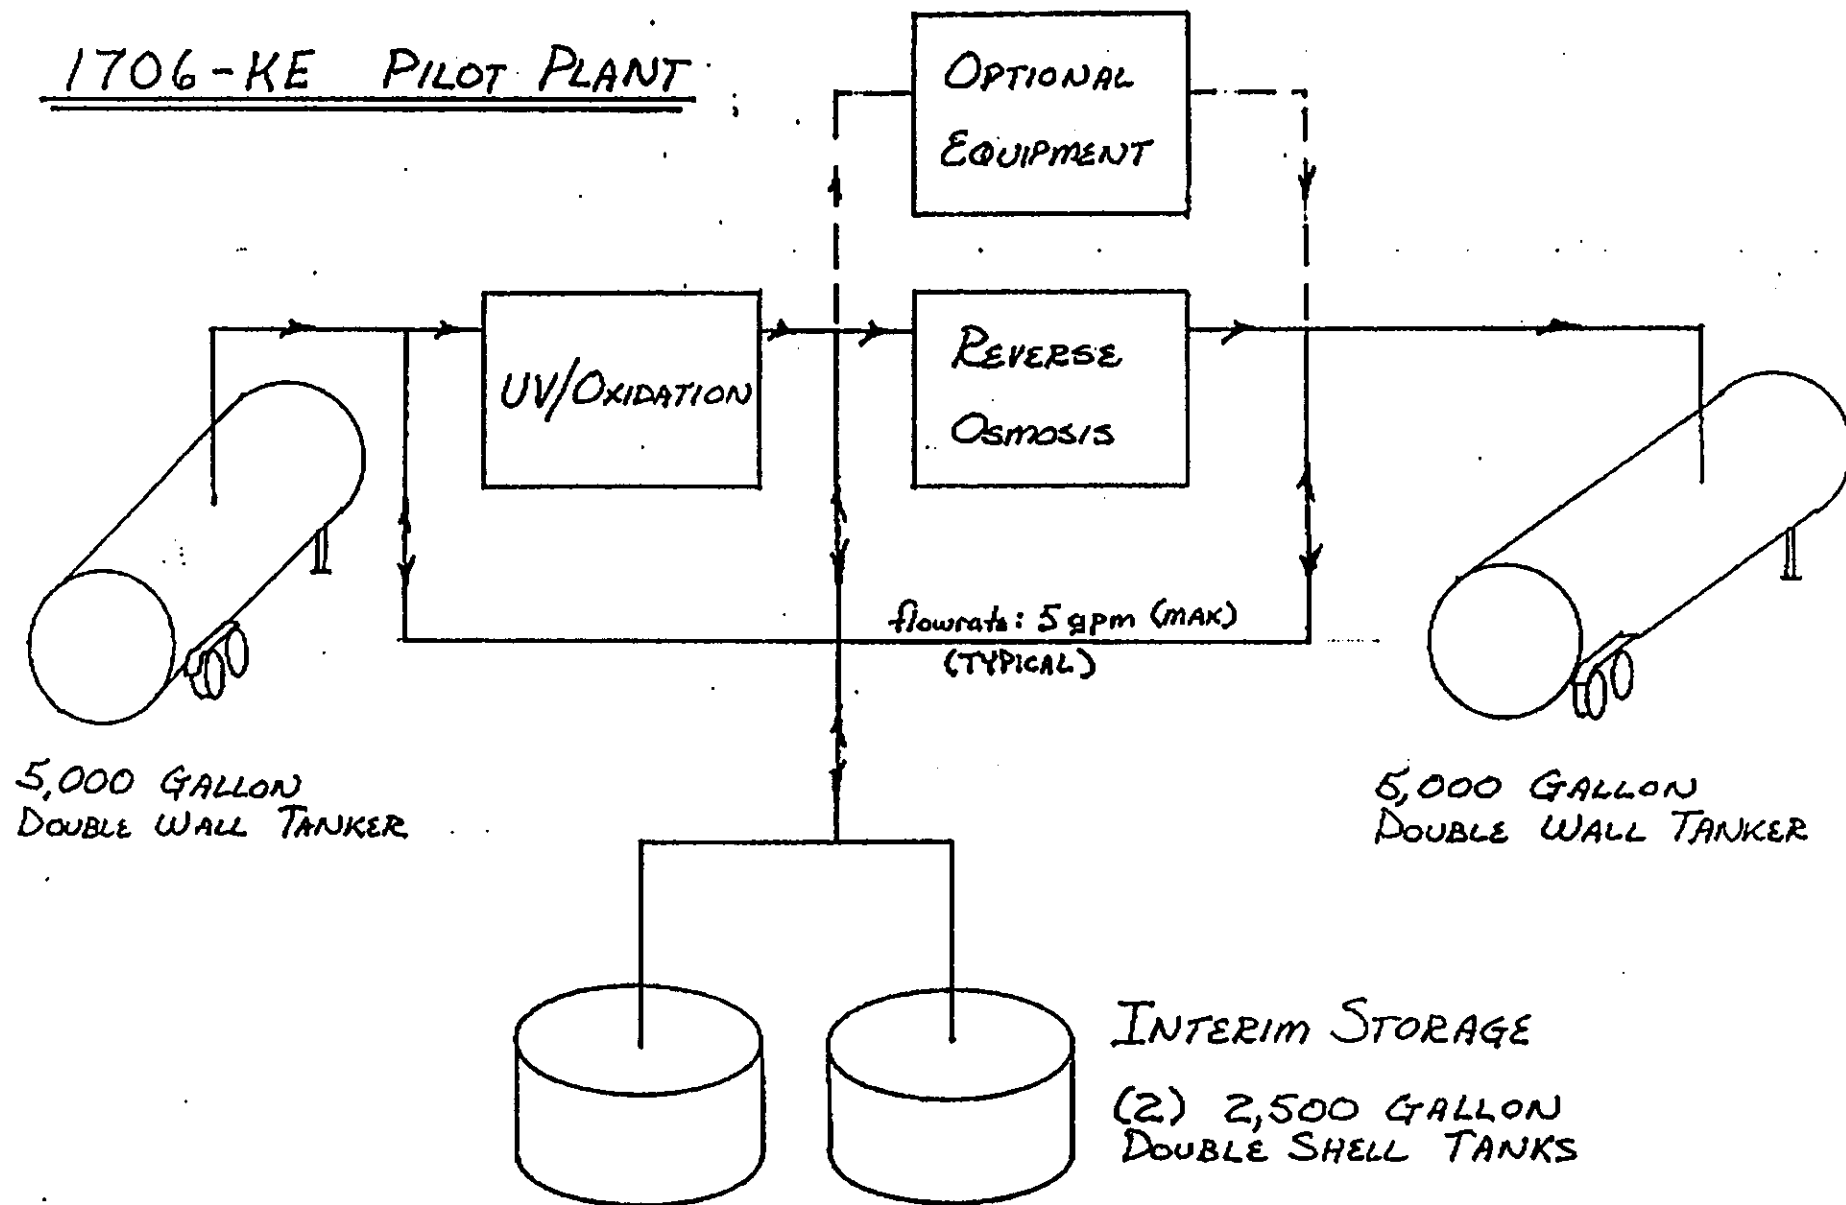 1706-KE PILOT PLANT
OPTIONAL
EQUIPMENT
UV/OXIDATION
REVERSE
OSMOSIS
flowrate: 5 gpm (MAX)
(TYPICAL)
5,000 GALLON
DOUBLE WALL TANKER
5,000 GALLON
DOUBLE WALL TANKER
INTERIM STORAGE
(2) 2,500 GALLON
DOUBLE SHELL TANKS